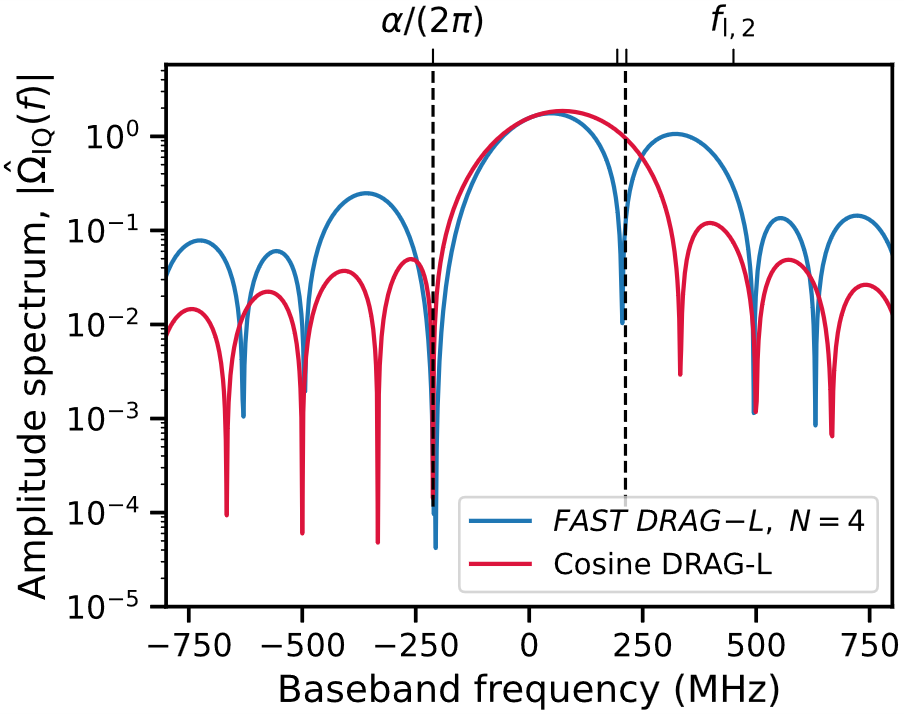 α/(2π) f_{l, 2}
Amplitude spectrum, |Ω̂_{IQ}(f)|
10^0
10^{-1}
10^{-2}
10^{-3}
10^{-4}
10^{-5}
FAST DRAG−L, N = 4
Cosine DRAG-L
−750 −500 −250 0 250 500 750
Baseband frequency (MHz)